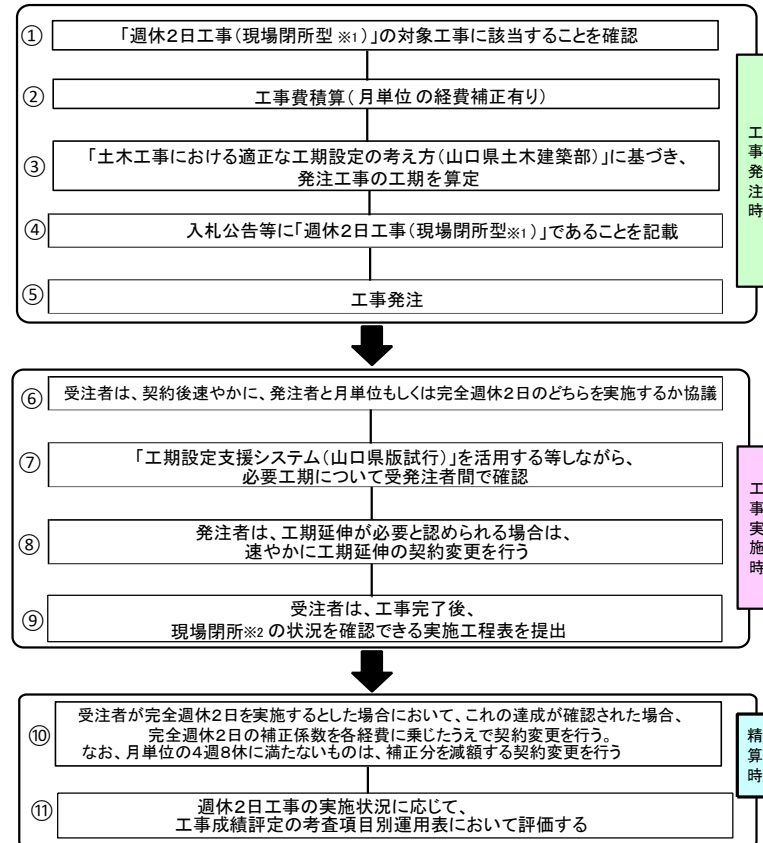 ① 「週休2日工事(現場閉所型 ※1)」の対象工事に該当することを確認
② 工事費積算(月単位の経費補正有り)
③ 「土木工事における適正な工期設定の考え方(山口県土木建築部)」に基づき、
発注工事の工期を算定
④ 入札公告等に「週休2日工事(現場閉所型※1)」であることを記載
⑤ 工事発注
工事発注時
⑥ 受注者は、契約後速やかに、発注者と月単位もしくは完全週休2日のどちらを実施するか協議
⑦ 「工期設定支援システム(山口県版試行)」を活用する等しながら、
必要工期について受発注者間で確認
⑧ 発注者は、工期延伸が必要と認められる場合は、
速やかに工期延伸の契約変更を行う
⑨ 受注者は、工事完了後、
現場閉所※2 の状況を確認できる実施工程表を提出
工事実施時
⑩ 受注者が完全週休2日を実施するとした場合において、これの達成が確認された場合、
完全週休2日の補正係数を各経費に乗じたうえで契約変更を行う。
なお、月単位の4週8休に満たないものは、補正分を減額する契約変更を行う
⑪ 週休2日工事の実施状況に応じて、
工事成績評定の考査項目別運用表において評価する
精算時